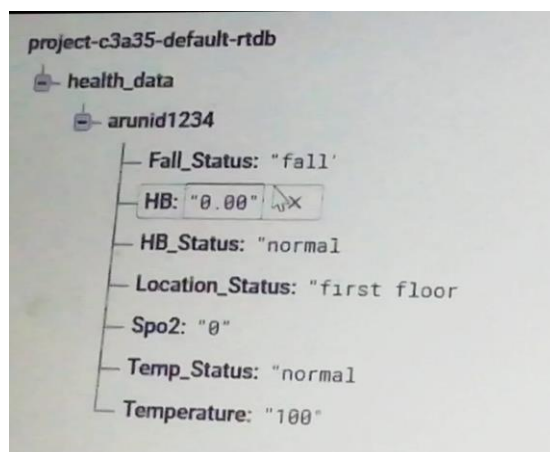 project-c3a35-default-rtdb
health_data
arunid1234
Fall_Status: "fall'
HB: "0.00" ×
HB_Status: "normal
Location_Status: "first floor
Spo2: "0"
Temp_Status: "normal
Temperature: "100"